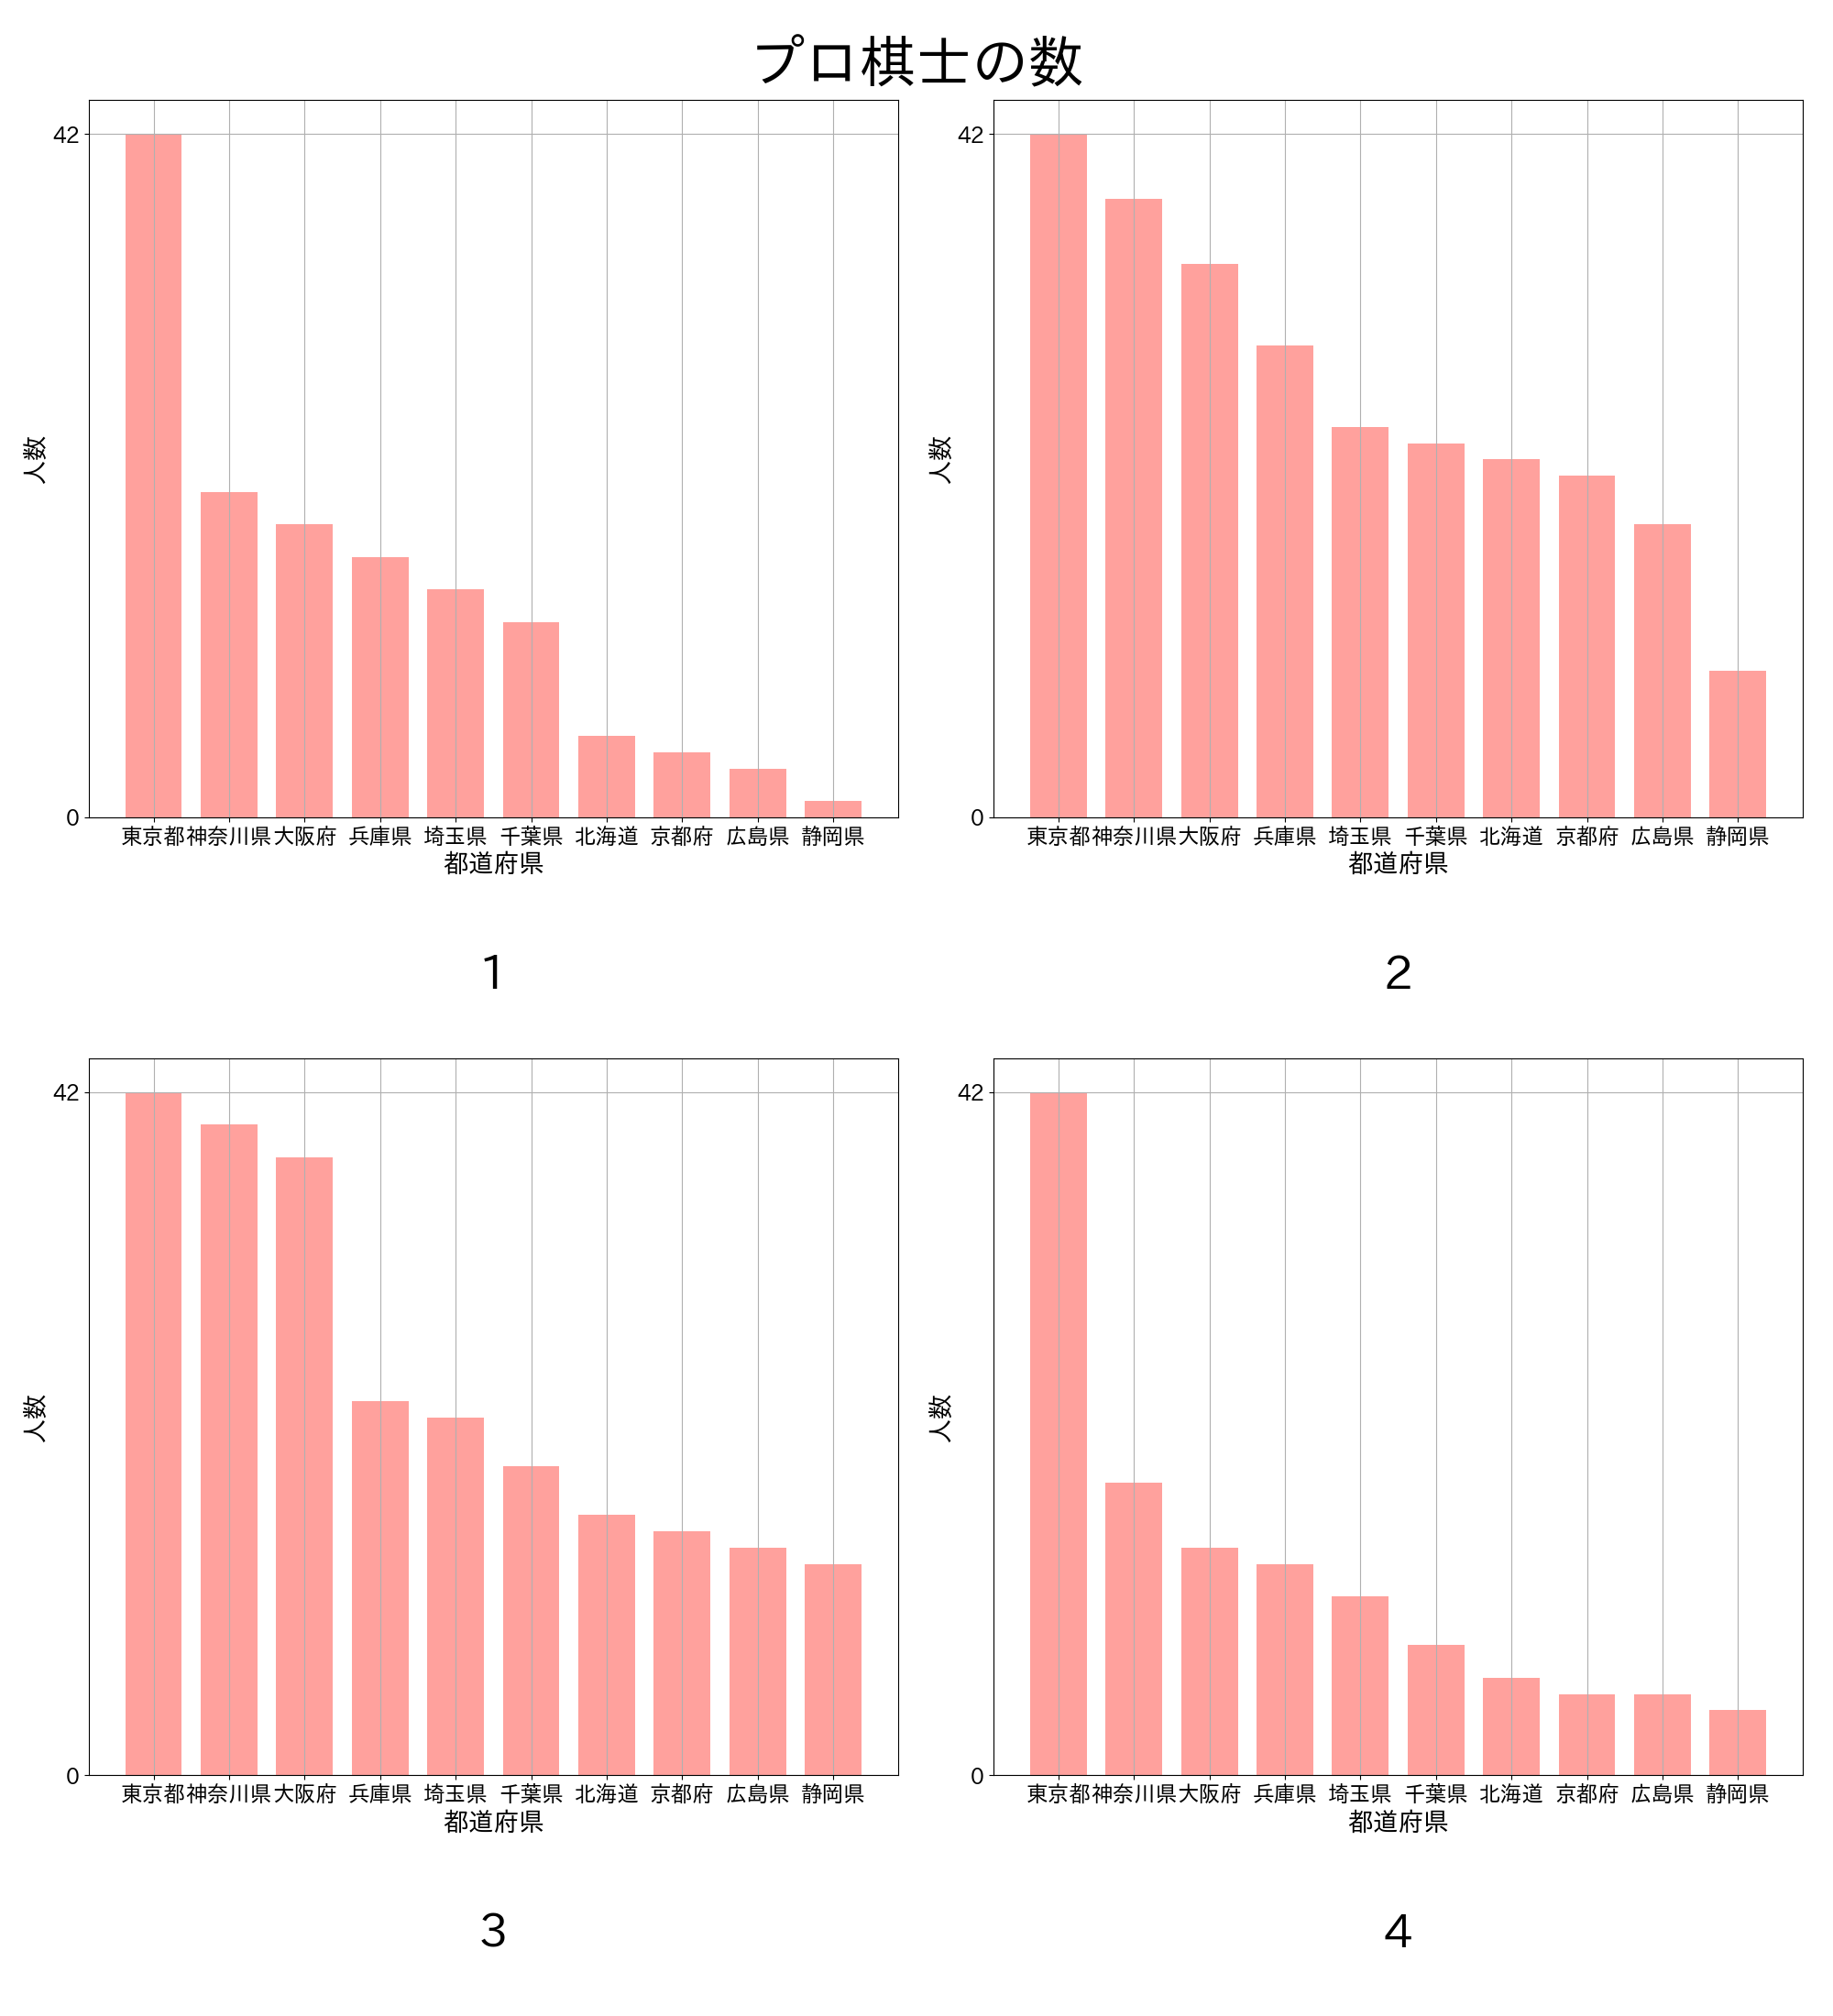 プロ棋士の数
42
0
人数
東京都 神奈川県 大阪府 兵庫県 埼玉県 千葉県 北海道 京都府 広島県 静岡県
都道府県
1
42
0
人数
東京都 神奈川県 大阪府 兵庫県 埼玉県 千葉県 北海道 京都府 広島県 静岡県
都道府県
2
42
0
人数
東京都 神奈川県 大阪府 兵庫県 埼玉県 千葉県 北海道 京都府 広島県 静岡県
都道府県
3
42
0
人数
東京都 神奈川県 大阪府 兵庫県 埼玉県 千葉県 北海道 京都府 広島県 静岡県
都道府県
4